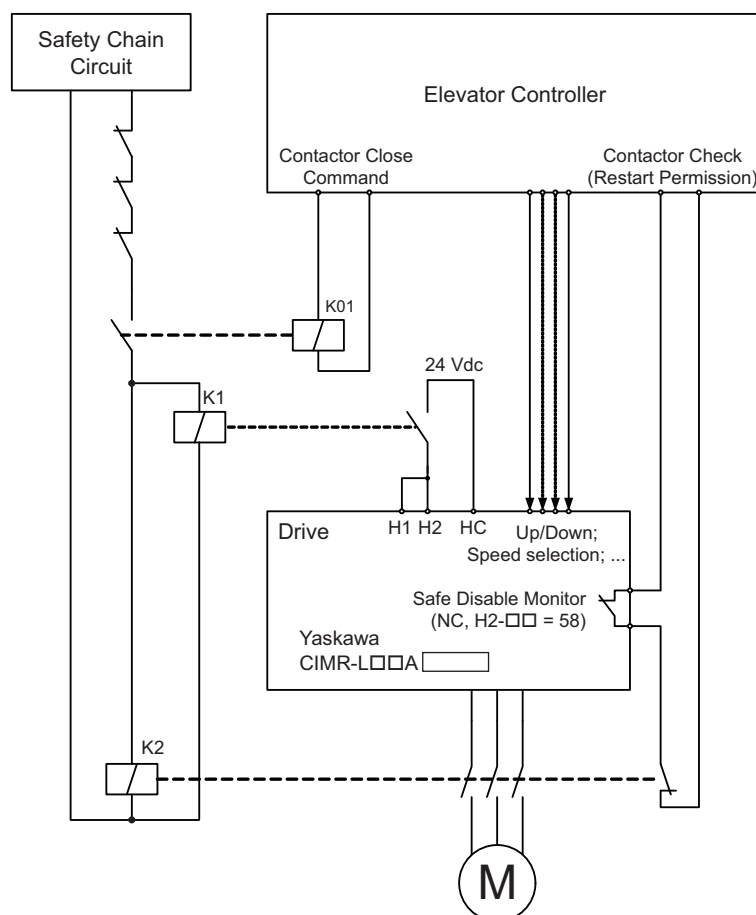 Safety Chain
Circuit
Elevator Controller
Contactor Close
Command
Contactor Check
(Restart Permission)
K01
24 Vdc
K1
Drive
H1 H2 HC
Up/Down;
Speed selection; ...
Safe Disable Monitor
(NC, H2-□□ = 58)
Yaskawa
CIMR-L□□A
K2
M